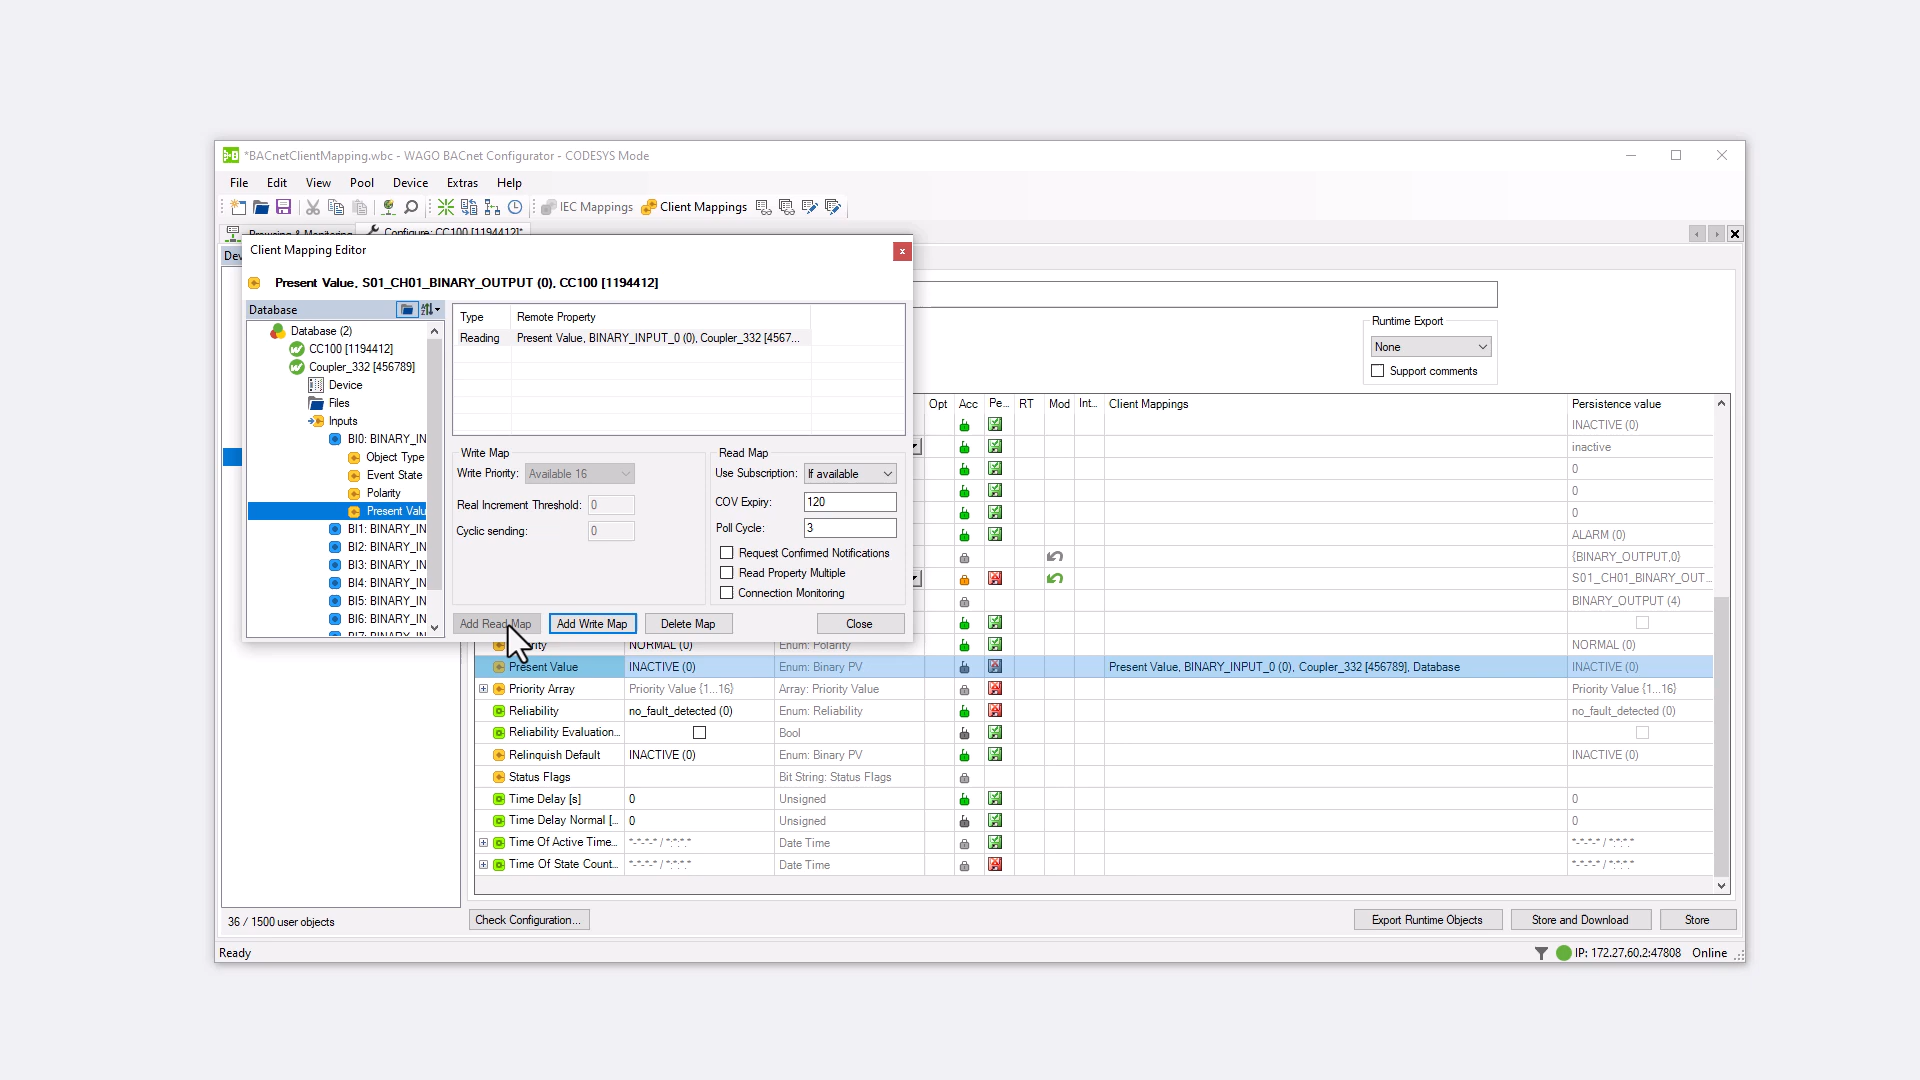 *BACnetClientMapping.wbc - WAGO BACnet Configurator - CODESYS Mode
File Edit View Pool Device Extras Help
IEC Mappings Client Mappings
Configure: CC100 [1194412]*
Client Mapping Editor
Present Value, S01_CH01_BINARY_OUTPUT (0), CC100 [1194412]
Database
Database (2)
CC100 [1194412]
Coupler_332 [456789]
Device
Files
Inputs
BI0: BINARY_IN
Object Type
Event State
Polarity
Present Valu
BI1: BINARY_IN
BI2: BINARY_IN
BI3: BINARY_IN
BI4: BINARY_IN
BI5: BINARY_IN
BI6: BINARY_IN
Type Remote Property
Reading Present Value, BINARY_INPUT_0 (0), Coupler_332 [4567...
Write Map
Write Priority: Available 16
Real Increment Threshold: 0
Cyclic sending: 0
Read Map
Use Subscription: If available
COV Expiry: 120
Poll Cycle: 3
Request Confirmed Notifications
Read Property Multiple
Connection Monitoring
Add Read Map Add Write Map Delete Map Close
Runtime Export
None
Support comments
Opt Acc Pe... RT Mod Int... Client Mappings Persistence value
INACTIVE (0)
inactive
0
0
0
ALARM (0)
{BINARY_OUTPUT,0}
S01_CH01_BINARY_OUT...
BINARY_OUTPUT (4)
NORMAL (0) Enum: Polarity NORMAL (0)
Present Value INACTIVE (0) Enum: Binary PV Present Value, BINARY_INPUT_0 (0), Coupler_332 [456789], Database INACTIVE (0)
Priority Array Priority Value {1...16} Array: Priority Value Priority Value {1...16}
Reliability no_fault_detected (0) Enum: Reliability no_fault_detected (0)
Reliability Evaluation... Bool
Relinquish Default INACTIVE (0) Enum: Binary PV INACTIVE (0)
Status Flags Bit String: Status Flags
Time Delay [s] 0 Unsigned 0
Time Delay Normal [... 0 Unsigned 0
Time Of Active Time... *-*-*-* / *:*:*.* Date Time *-*-*-* / *:*:*.*
Time Of State Count... *-*-*-* / *:*:*.* Date Time *-*-*-* / *:*:*.*
36 / 1500 user objects Check Configuration... Export Runtime Objects Store and Download Store
Ready IP: 172.27.60.2:47808 Online